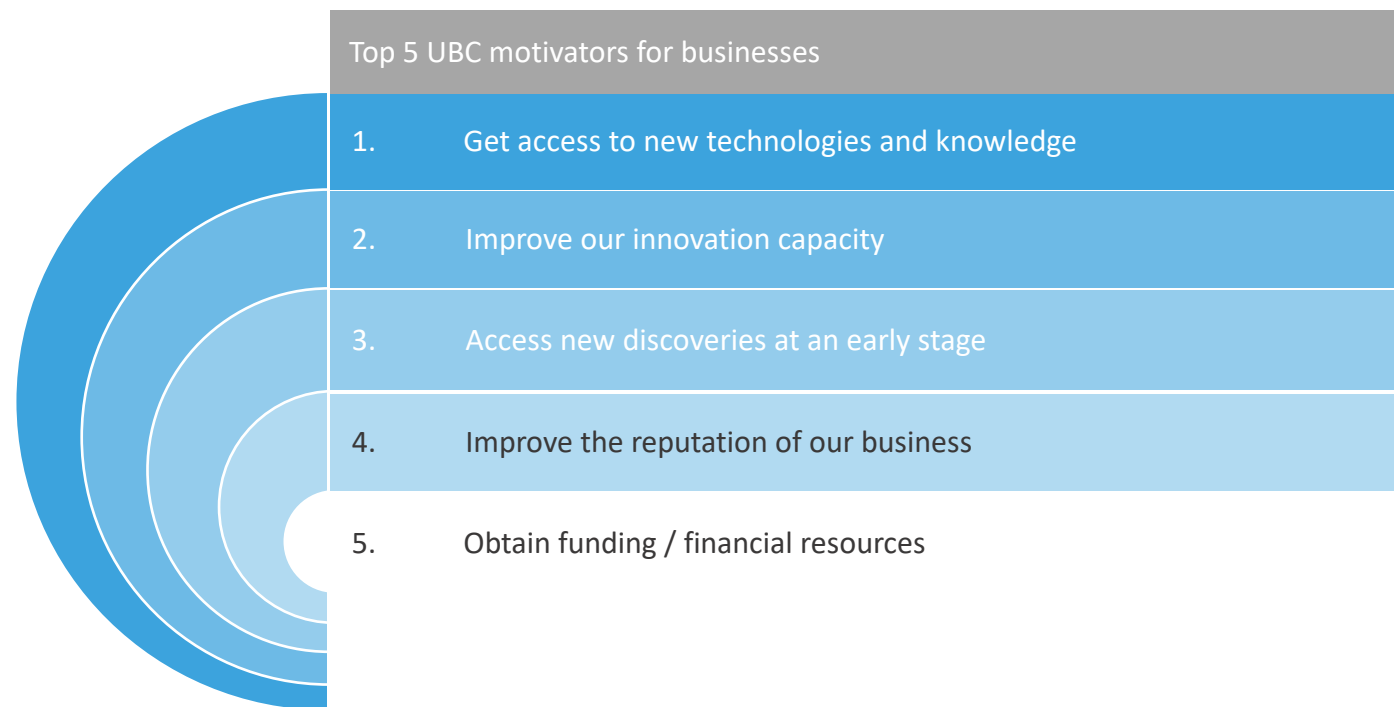 Top 5 UBC motivators for businesses
1. Get access to new technologies and knowledge
2. Improve our innovation capacity
3. Access new discoveries at an early stage
4. Improve the reputation of our business
5. Obtain funding / financial resources